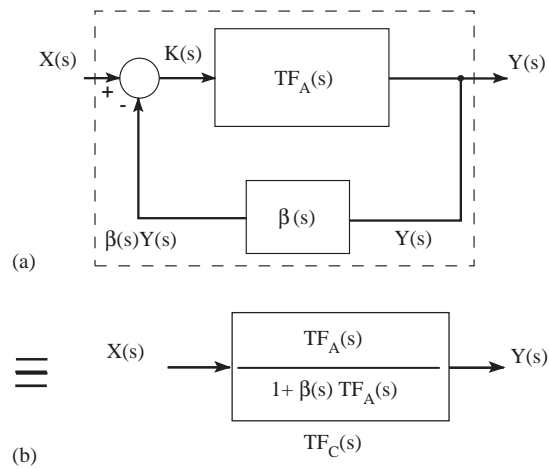 X(s)
K(s)
TF_A(s)
Y(s)
+
-
β(s)
β(s)Y(s)
Y(s)
(a)
X(s)
TF_A(s)
1+ β(s) TF_A(s)
Y(s)
TF_C(s)
(b)